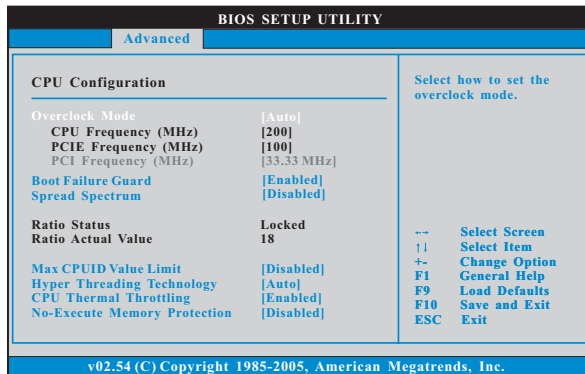 BIOS SETUP UTILITY
Advanced
CPU Configuration
Overclock Mode [Auto]
CPU Frequency (MHz) [200]
PCIE Frequency (MHz) [100]
PCI Frequency (MHz) [33.33 MHz]
Boot Failure Guard [Enabled]
Spread Spectrum [Disabled]
Ratio Status Locked
Ratio Actual Value 18
Max CPUID Value Limit [Disabled]
Hyper Threading Technology [Auto]
CPU Thermal Throttling [Enabled]
No-Execute Memory Protection [Disabled]
Select how to set the
overclock mode.
←→ Select Screen
↑↓ Select Item
+- Change Option
F1 General Help
F9 Load Defaults
F10 Save and Exit
ESC Exit
v02.54 (C) Copyright 1985-2005, American Megatrends, Inc.